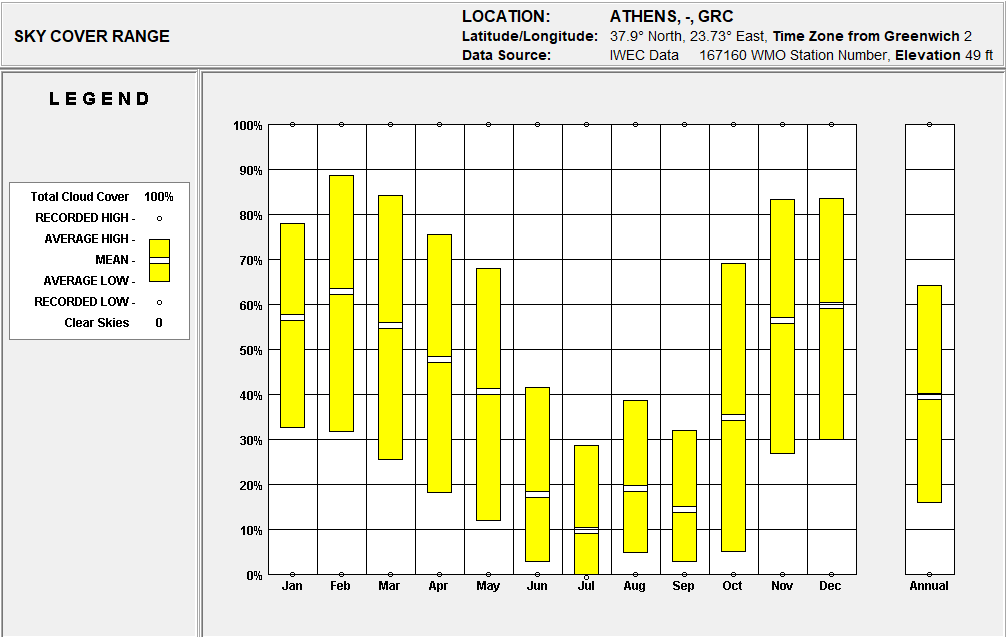 SKY COVER RANGE
LOCATION: ATHENS, -, GRC
Latitude/Longitude: 37.9° North, 23.73° East, Time Zone from Greenwich 2
Data Source: IWEC Data 167160 WMO Station Number, Elevation 49 ft
LEGEND
Total Cloud Cover 100%
RECORDED HIGH -
AVERAGE HIGH -
MEAN -
AVERAGE LOW -
RECORDED LOW -
Clear Skies 0
100%
90%
80%
70%
60%
50%
40%
30%
20%
10%
0%
Jan Feb Mar Apr May Jun Jul Aug Sep Oct Nov Dec Annual